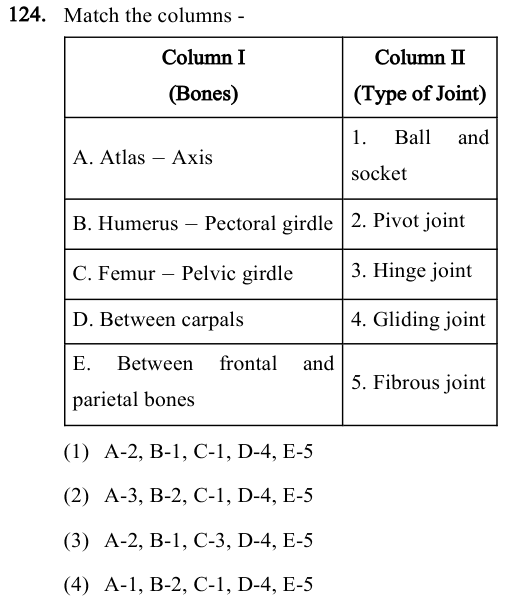 124. Match the columns -
Column I
(Bones)
Column II
(Type of Joint)
A. Atlas – Axis
1. Ball and
socket
B. Humerus – Pectoral girdle
2. Pivot joint
C. Femur – Pelvic girdle
3. Hinge joint
D. Between carpals
4. Gliding joint
E. Between frontal and
parietal bones
5. Fibrous joint
(1) A-2, B-1, C-1, D-4, E-5
(2) A-3, B-2, C-1, D-4, E-5
(3) A-2, B-1, C-3, D-4, E-5
(4) A-1, B-2, C-1, D-4, E-5